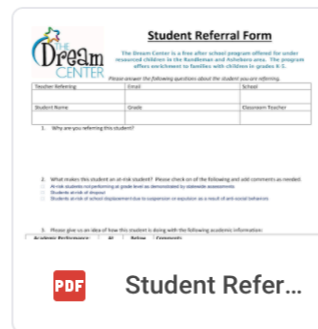 THE
Dream
CENTER
Student Referral Form
The Dream Center is a free after school program offered for under
resourced children in the Randleman and Asheboro area. The program
offers enrichment to families with children in grades K-5.
Please answer the following questions about the student you are referring.
Teacher Referring Email School
Student Name Grade Classroom Teacher
1. Why are you referring this student?
2. What makes this student an at-risk student? Please check on of the following and add comments as needed.
At-risk students not performing at grade level as demonstrated by statewide assessments
Students at-risk of dropout
Students at-risk of school displacement due to suspension or expulsion as a result of anti-social behaviors
3. Please give us an idea of how this student is doing with the following academic information:
Academic Performance: At Below Comments
PDF
Student Refer...